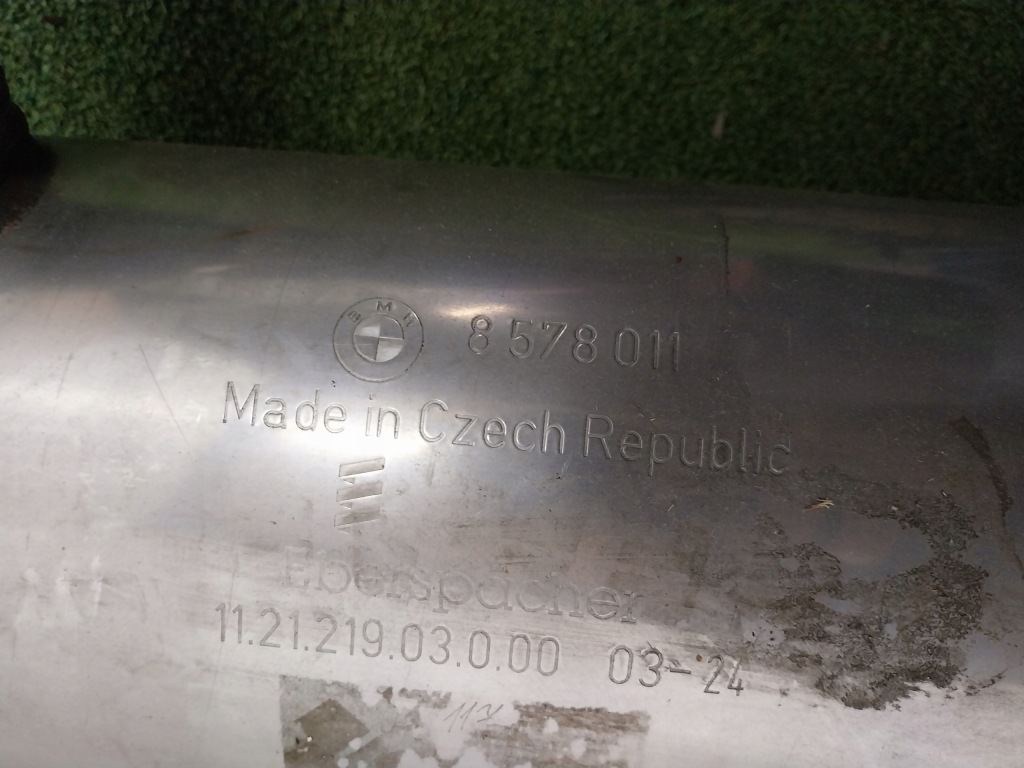 BMW 8 578 011
Made in Czech Republic
Eberspächer
11.21.219.03.0.00 03-24